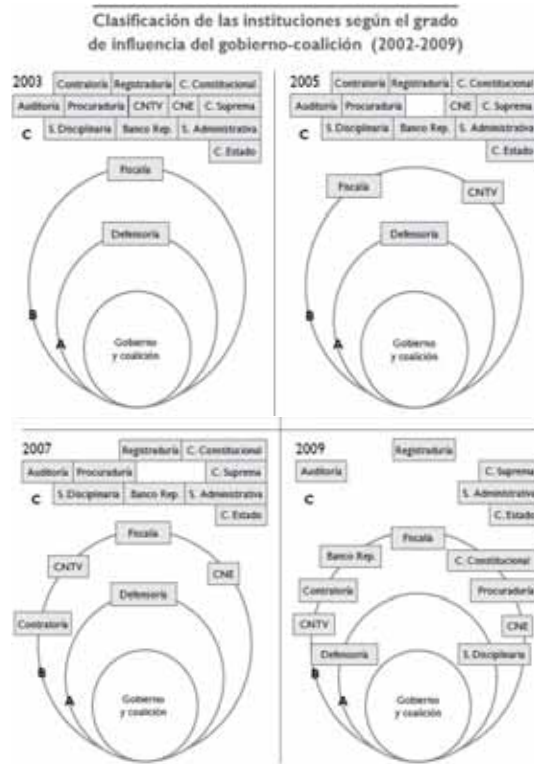 Clasificación de las instituciones según el grado
de influencia del gobierno-coalición (2002-2009)
2003 Contraloría Registraduría C. Constitucional
Auditoría Procuraduría CNTV CNE C. Suprema
C S. Disciplinaria Banco Rep. S. Administrativa
C. Estado
Fiscalía
Defensoría
B
A
Gobierno
y coalición
2005 Contraloría Registraduría C. Constitucional
Auditoría Procuraduría CNE C. Suprema
C S. Disciplinaria Banco Rep. S. Administrativa
C. Estado
Fiscalía
CNTV
Defensoría
B
A
Gobierno
y coalición
2007 Registraduría C. Constitucional
Auditoría Procuraduría C. Suprema
C S. Disciplinaria Banco Rep. S. Administrativa
C. Estado
Fiscalía
CNTV
CNE
Defensoría
Contraloría
B
A
Gobierno
y coalición
2009 Registraduría
Auditoría C. Suprema
C S. Administrativa
C. Estado
Fiscalía
Banco Rep. C. Constitucional
Contraloría Procuraduría
CNTV CNE
Defensoría S. Disciplinaria
B
A
Gobierno
y coalición